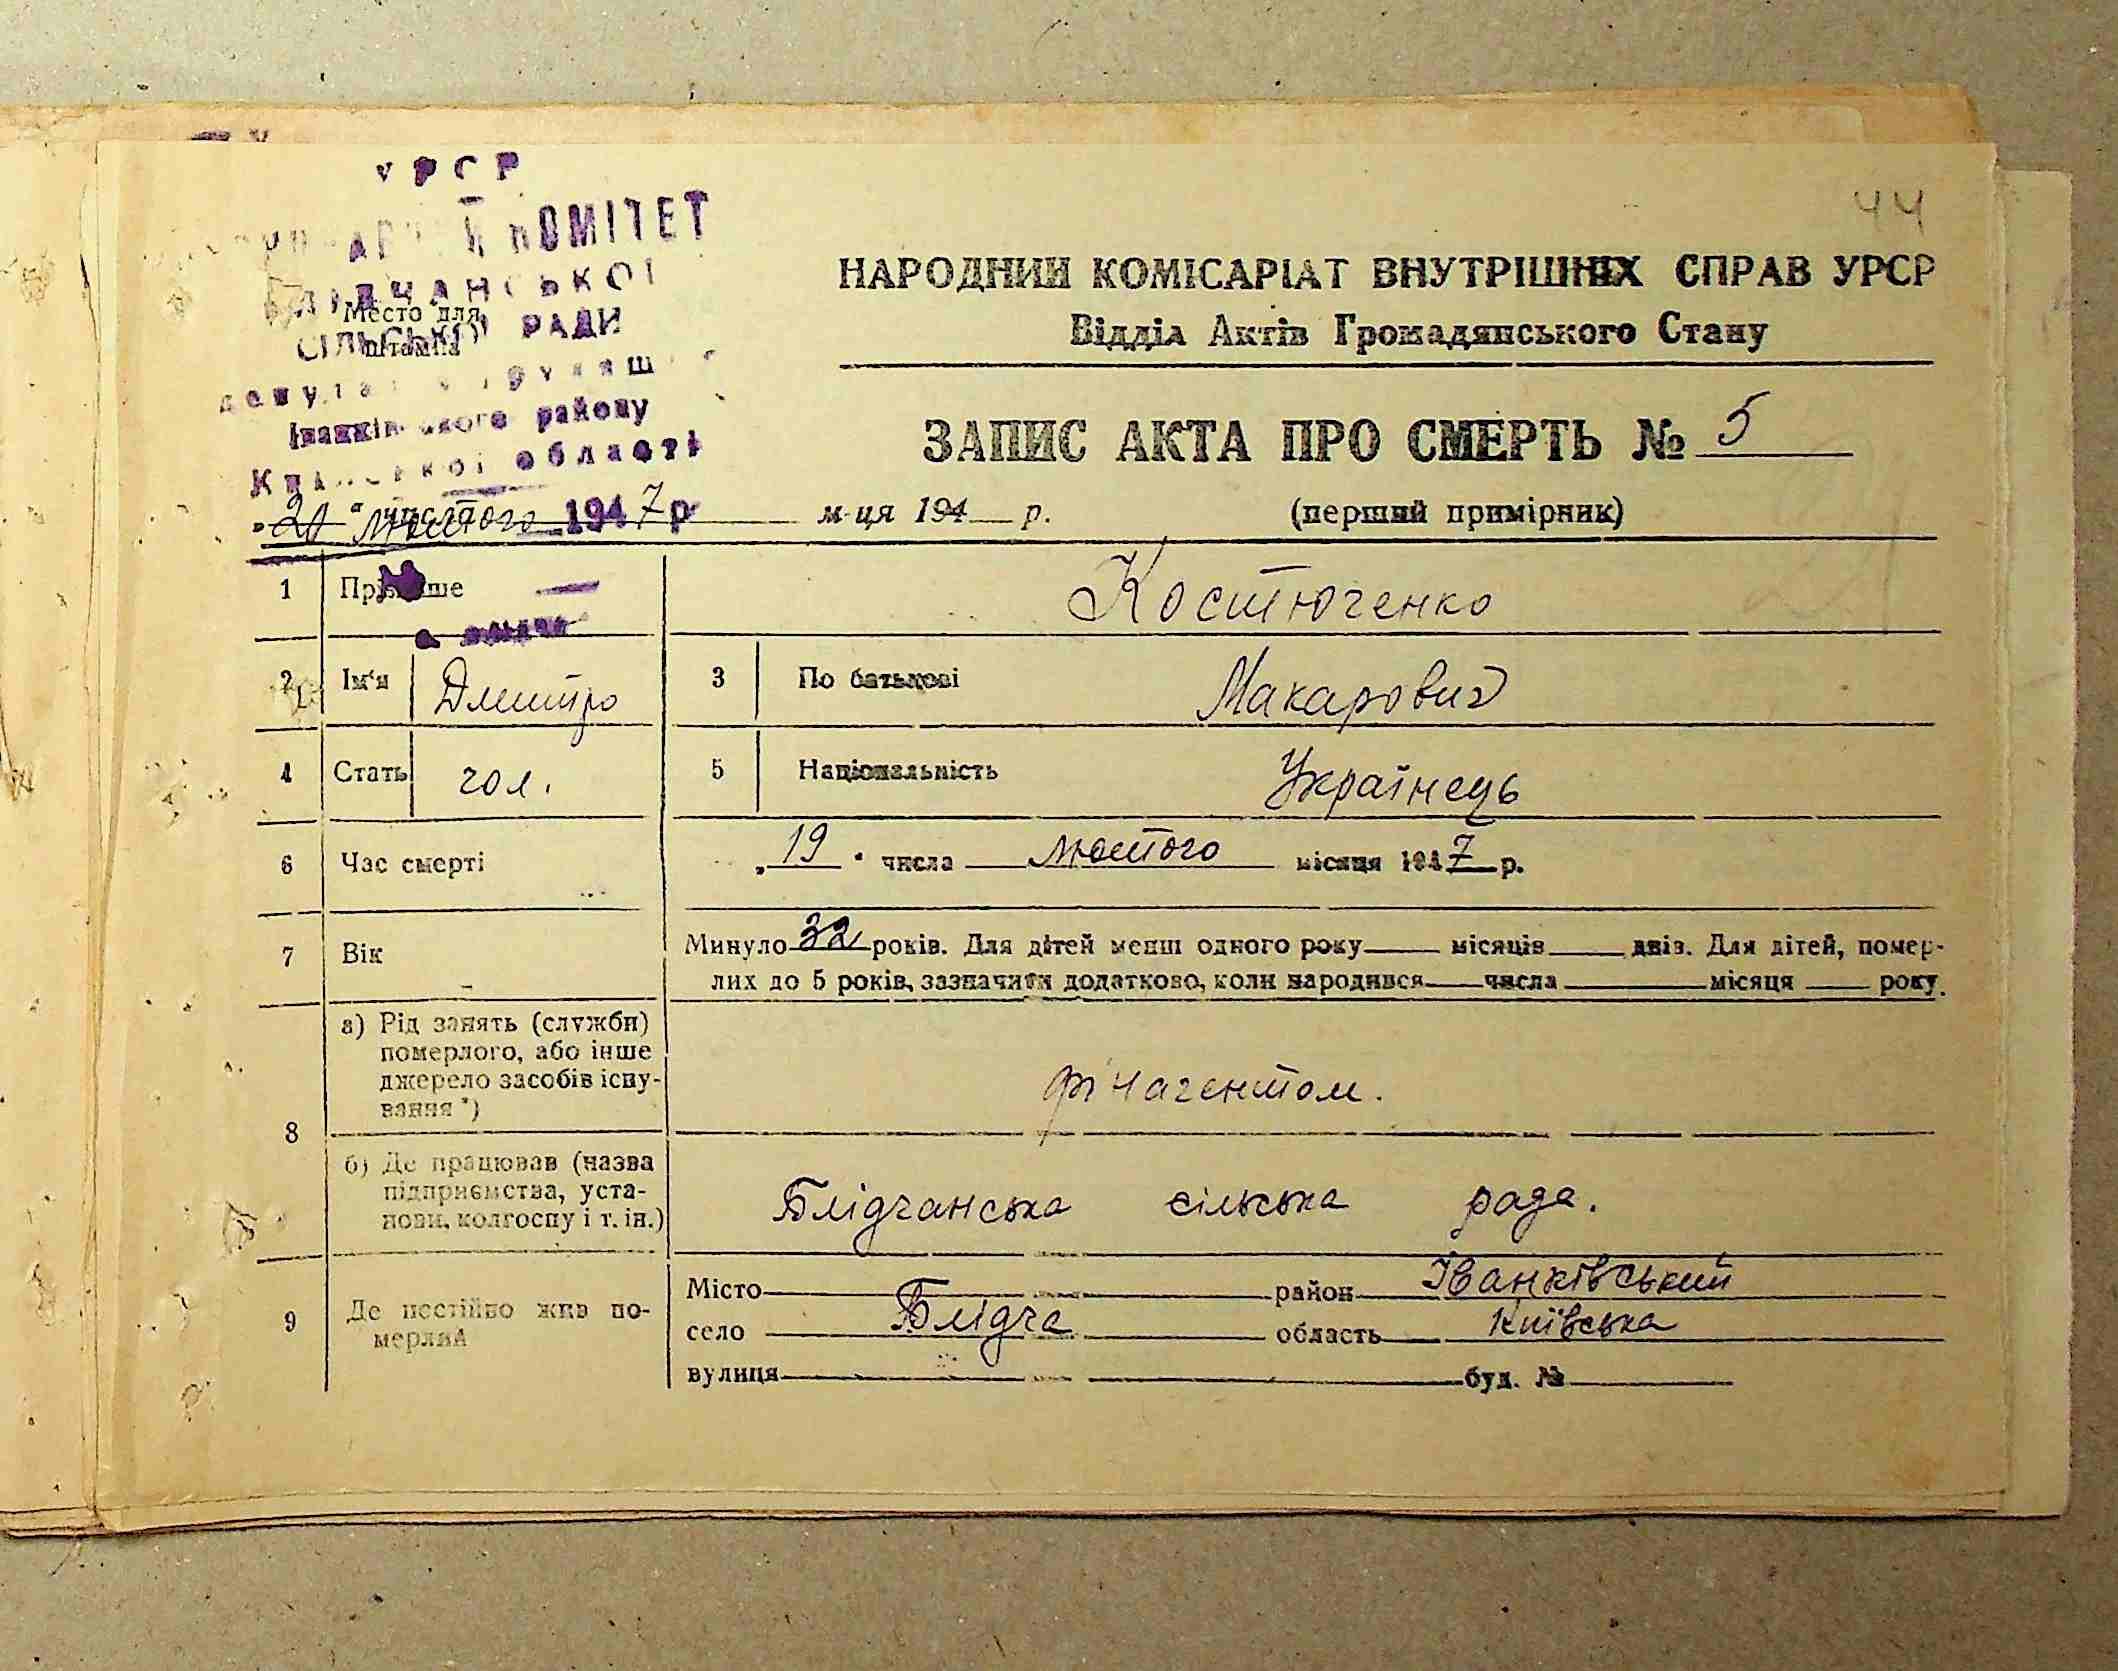 УРСР
КОМІТЕТ
БЛІДЧАНСЬКОЇ
Место для
СІЛЬСЬКОЇ РАДИ
штампа
Іванківського району
Київської області
44
НАРОДНИЙ КОМІСАРІАТ ВНУТРІШНІХ СПРАВ УРСР
Відділ Актів Громадянського Стану
ЗАПИС АКТА ПРО СМЕРТЬ № 5
лютого 1947 р. м-ця 194 р. (перший примірник)
1 Прізвище Костюченко
с. Блідча
2 Ім'я Дмитро 3 По батькові Макарович
4 Стать чол. 5 Національність Українець
6 Час смерті „19" числа лютого місяця 1947 р.
7 Вік Минуло 32 років. Для дітей менш одного року місяців днів. Для дітей, помер-
лих до 5 років, зазначити додатково, коли народився числа місяця року.
8 а) Рід занять (служби)
померлого, або інше
джерело засобів існу-
вання *)
фінагентом.
б) Де працював (назва
підприємства, уста-
нови, колгоспу і т. ін.)
Блідчанська сільська рада.
9 Де постійно жив по-
мерлий
Місто район Іванківський
село Блідча область Київська
вулиця буд. №